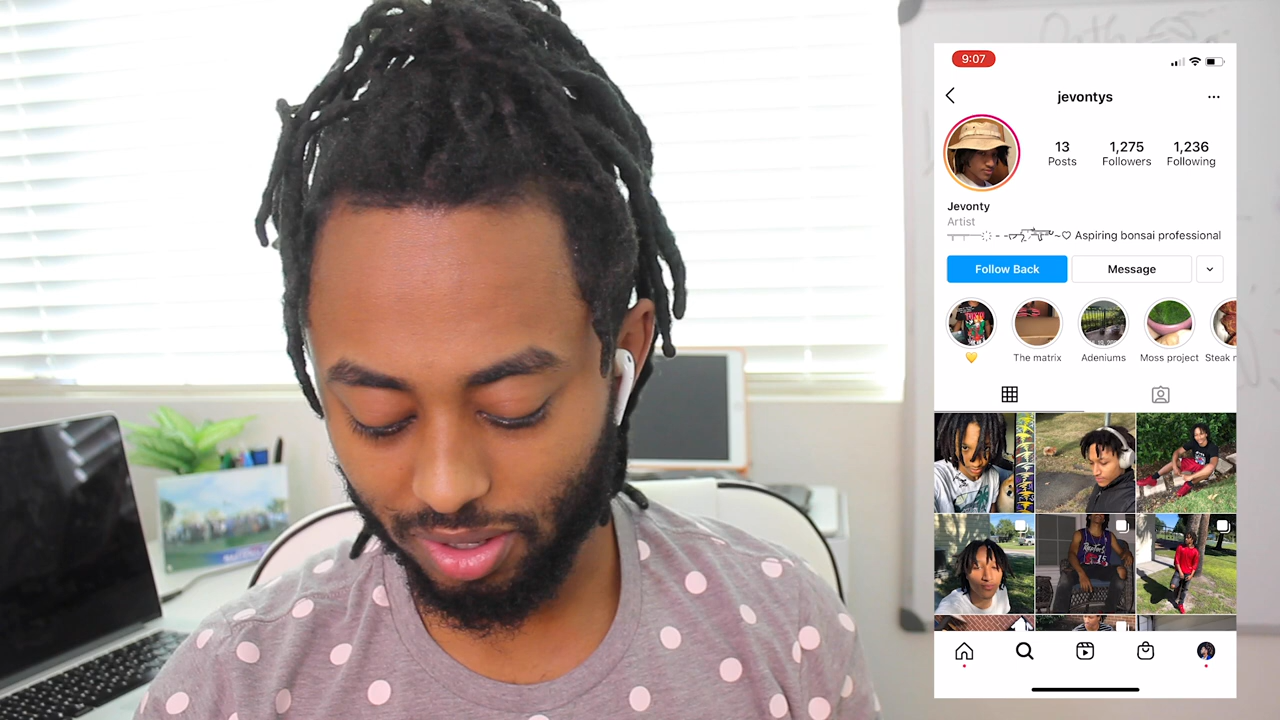 9:07
jevontys
13 1,275 1,236
Posts Followers Following
Jevonty
Artist
Aspiring bonsai professional
Follow Back Message
💛 The matrix Adeniums Moss project Steak